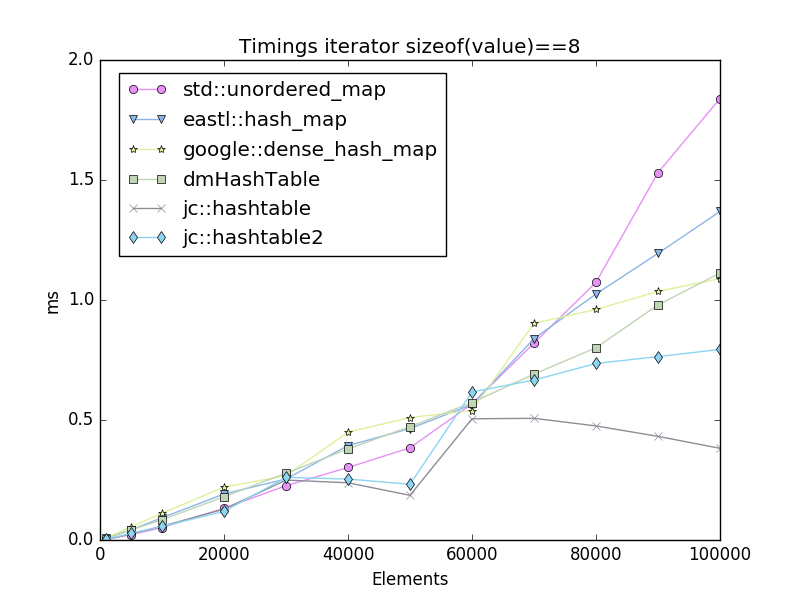 Timings iterator sizeof(value)==8
2.0
1.5
1.0
0.5
0.0
ms
std::unordered_map
eastl::hash_map
google::dense_hash_map
dmHashTable
jc::hashtable
jc::hashtable2
0 20000 40000 60000 80000 100000
Elements